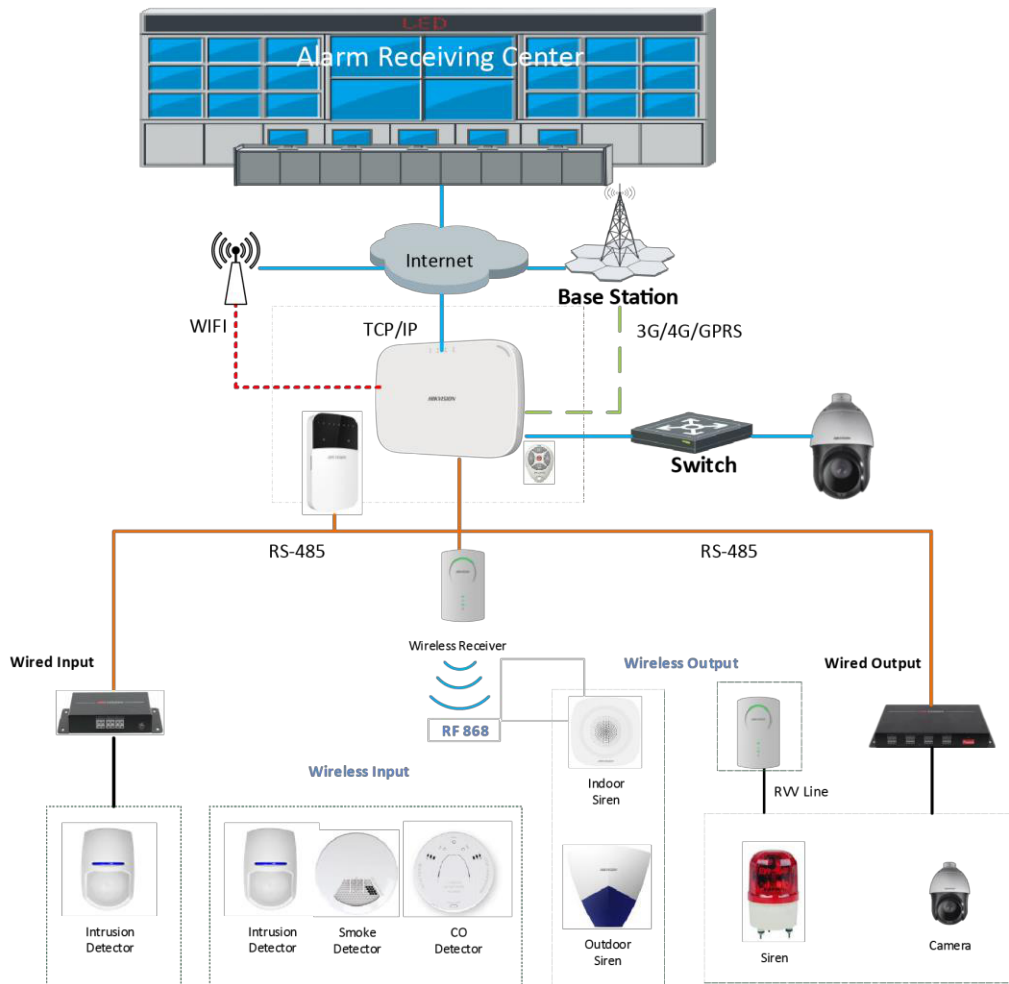 LED
Alarm Receiving Center
Internet
Base Station
WIFI
TCP/IP
3G/4G/GPRS
HIKVISION
Switch
RS-485
RS-485
Wireless Receiver
Wired Input
Wireless Output
Wired Output
RF 868
Wireless Input
Indoor
Siren
RVV Line
Intrusion
Detector
Intrusion
Detector
Smoke
Detector
CO
Detector
Outdoor
Siren
Siren
Camera